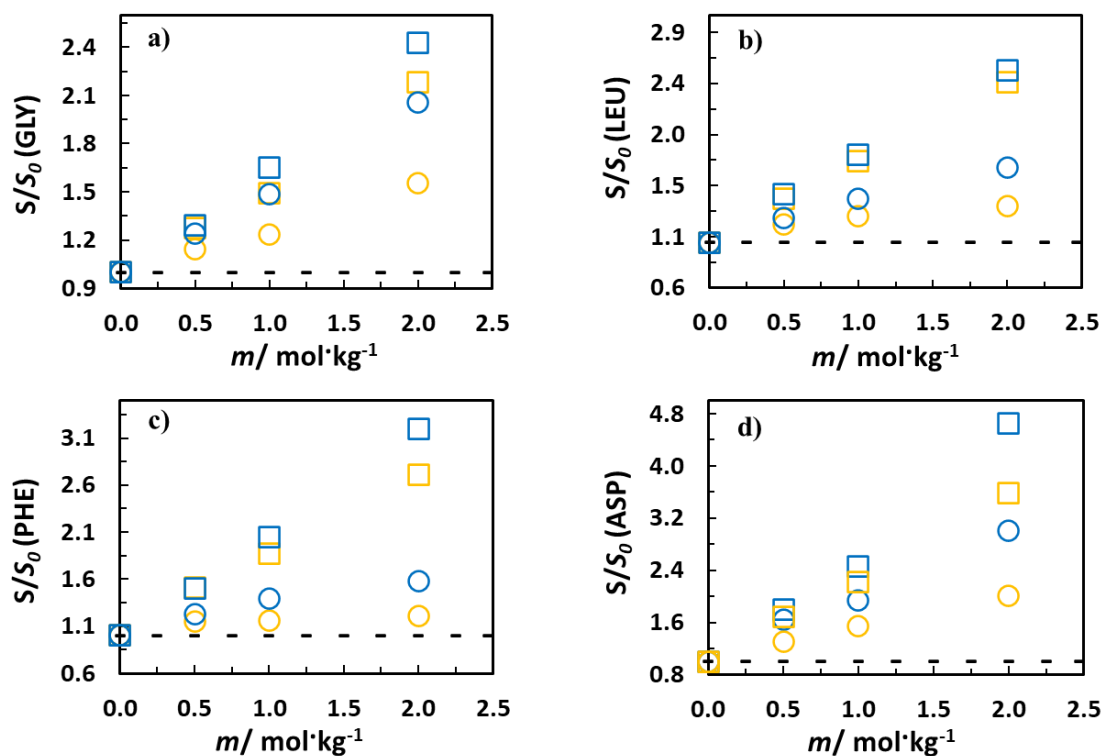 a)
S/S0 (GLY)
2.4
2.1
1.8
1.5
1.2
0.9
0.0 0.5 1.0 1.5 2.0 2.5
m/ mol·kg-1
b)
S/S0 (LEU)
2.9
2.4
2.0
1.5
1.1
0.6
0.0 0.5 1.0 1.5 2.0 2.5
m/ mol·kg-1
c)
S/S0 (PHE)
3.1
2.6
2.1
1.6
1.1
0.6
0.0 0.5 1.0 1.5 2.0 2.5
m/ mol·kg-1
d)
S/S0 (ASP)
4.8
4.0
3.2
2.4
1.6
0.8
0.0 0.5 1.0 1.5 2.0 2.5
m/ mol·kg-1